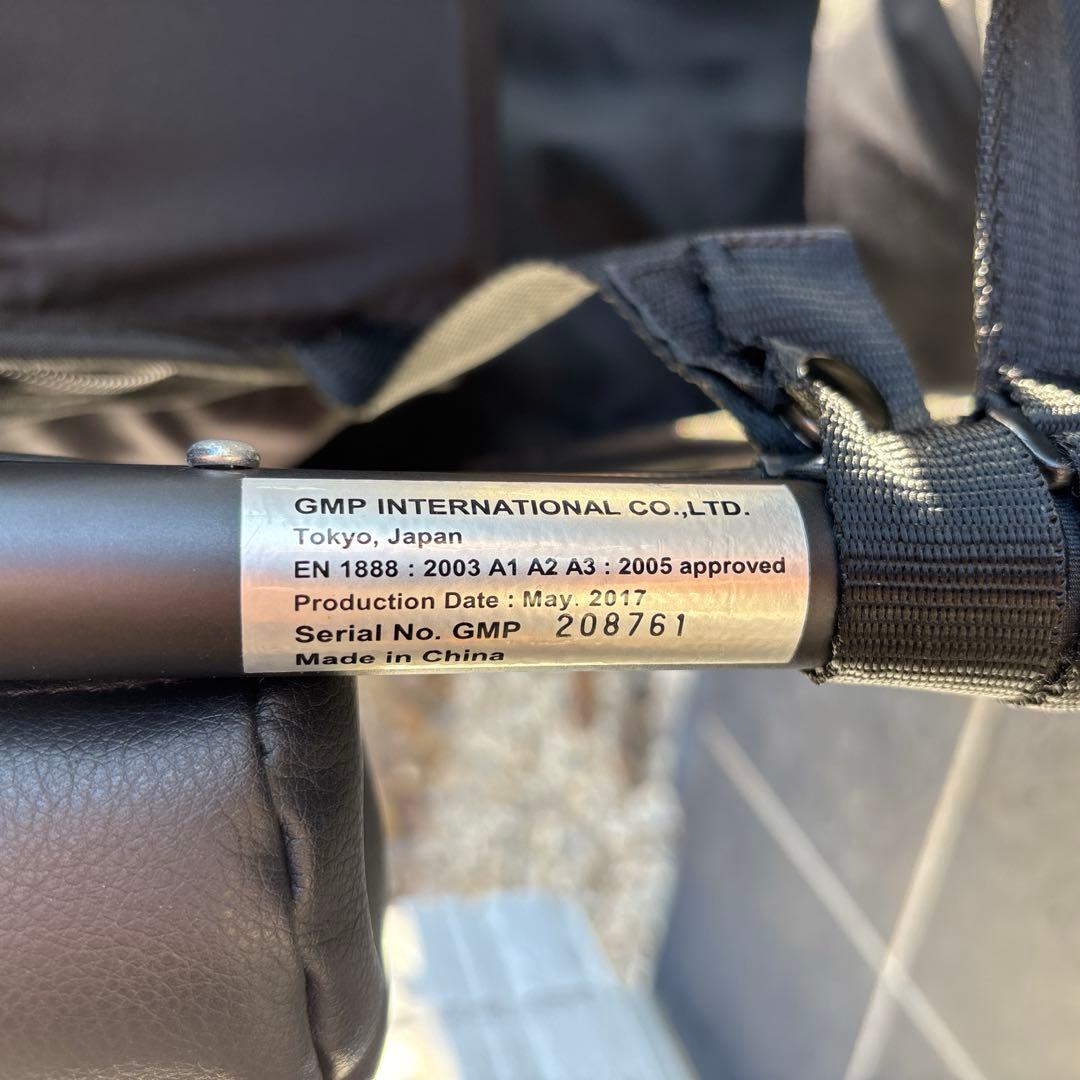 GMP INTERNATIONAL CO.,LTD.
Tokyo, Japan
EN 1888 : 2003 A1 A2 A3 : 2005 approved
Production Date : May. 2017
Serial No. GMP 208761
Made in China